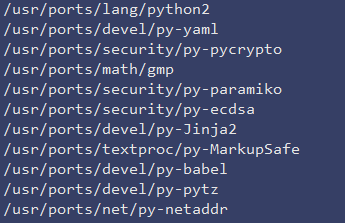 /usr/ports/lang/python2
/usr/ports/devel/py-yaml
/usr/ports/security/py-pycrypto
/usr/ports/math/gmp
/usr/ports/security/py-paramiko
/usr/ports/security/py-ecdsa
/usr/ports/devel/py-Jinja2
/usr/ports/textproc/py-MarkupSafe
/usr/ports/devel/py-babel
/usr/ports/devel/py-pytz
/usr/ports/net/py-netaddr